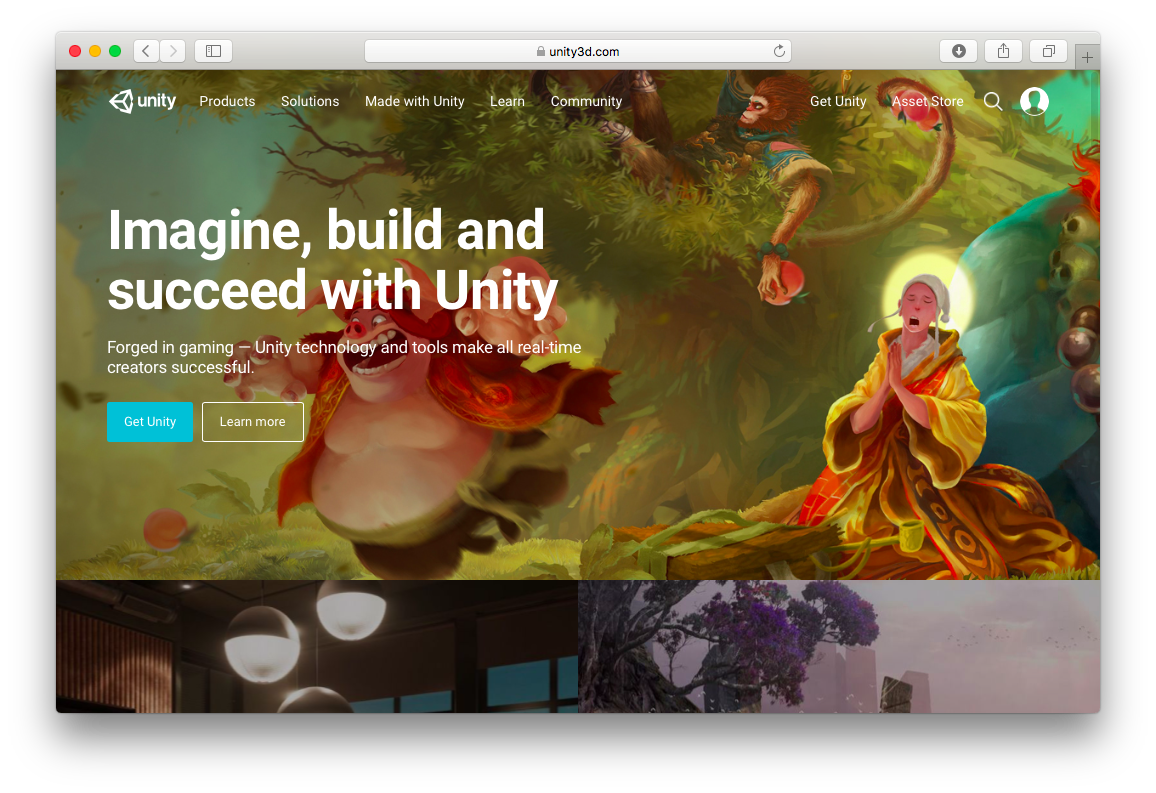 unity3d.com
unity Products Solutions Made with Unity Learn Community Get Unity Asset Store
Imagine, build and
succeed with Unity
Forged in gaming — Unity technology and tools make all real-time
creators successful.
Get Unity Learn more